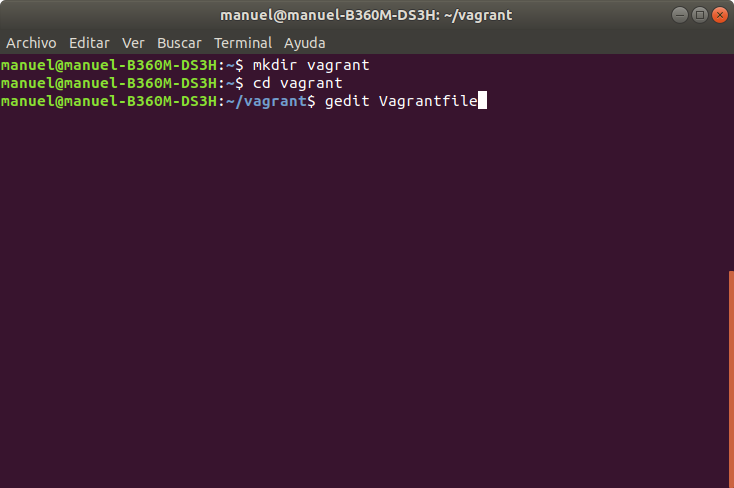 manuel@manuel-B360M-DS3H: ~/vagrant
Archivo Editar Ver Buscar Terminal Ayuda
manuel@manuel-B360M-DS3H:~$ mkdir vagrant
manuel@manuel-B360M-DS3H:~$ cd vagrant
manuel@manuel-B360M-DS3H:~/vagrant$ gedit Vagrantfile